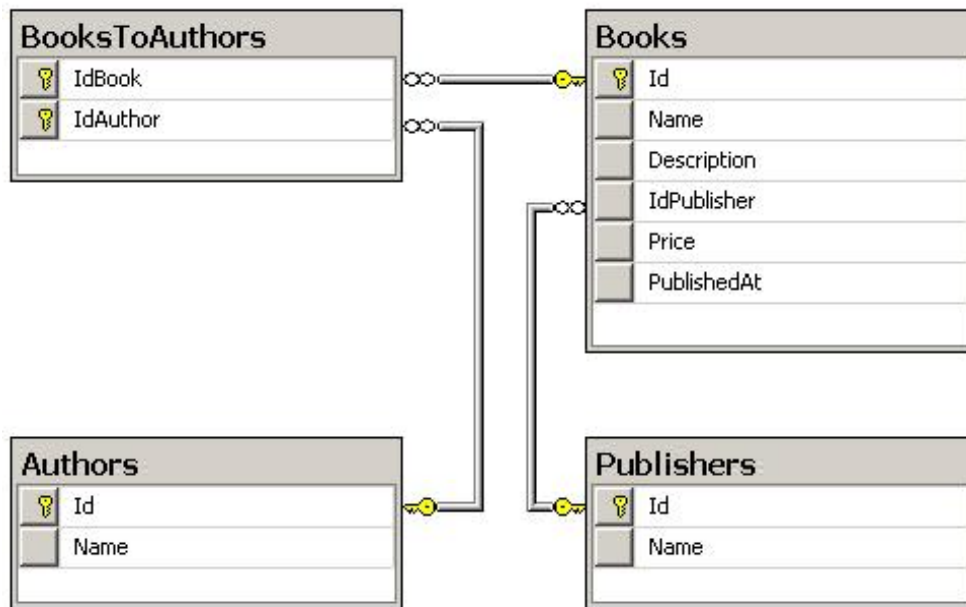 BooksToAuthors
IdBook
IdAuthor
Books
Id
Name
Description
IdPublisher
Price
PublishedAt
Authors
Id
Name
Publishers
Id
Name